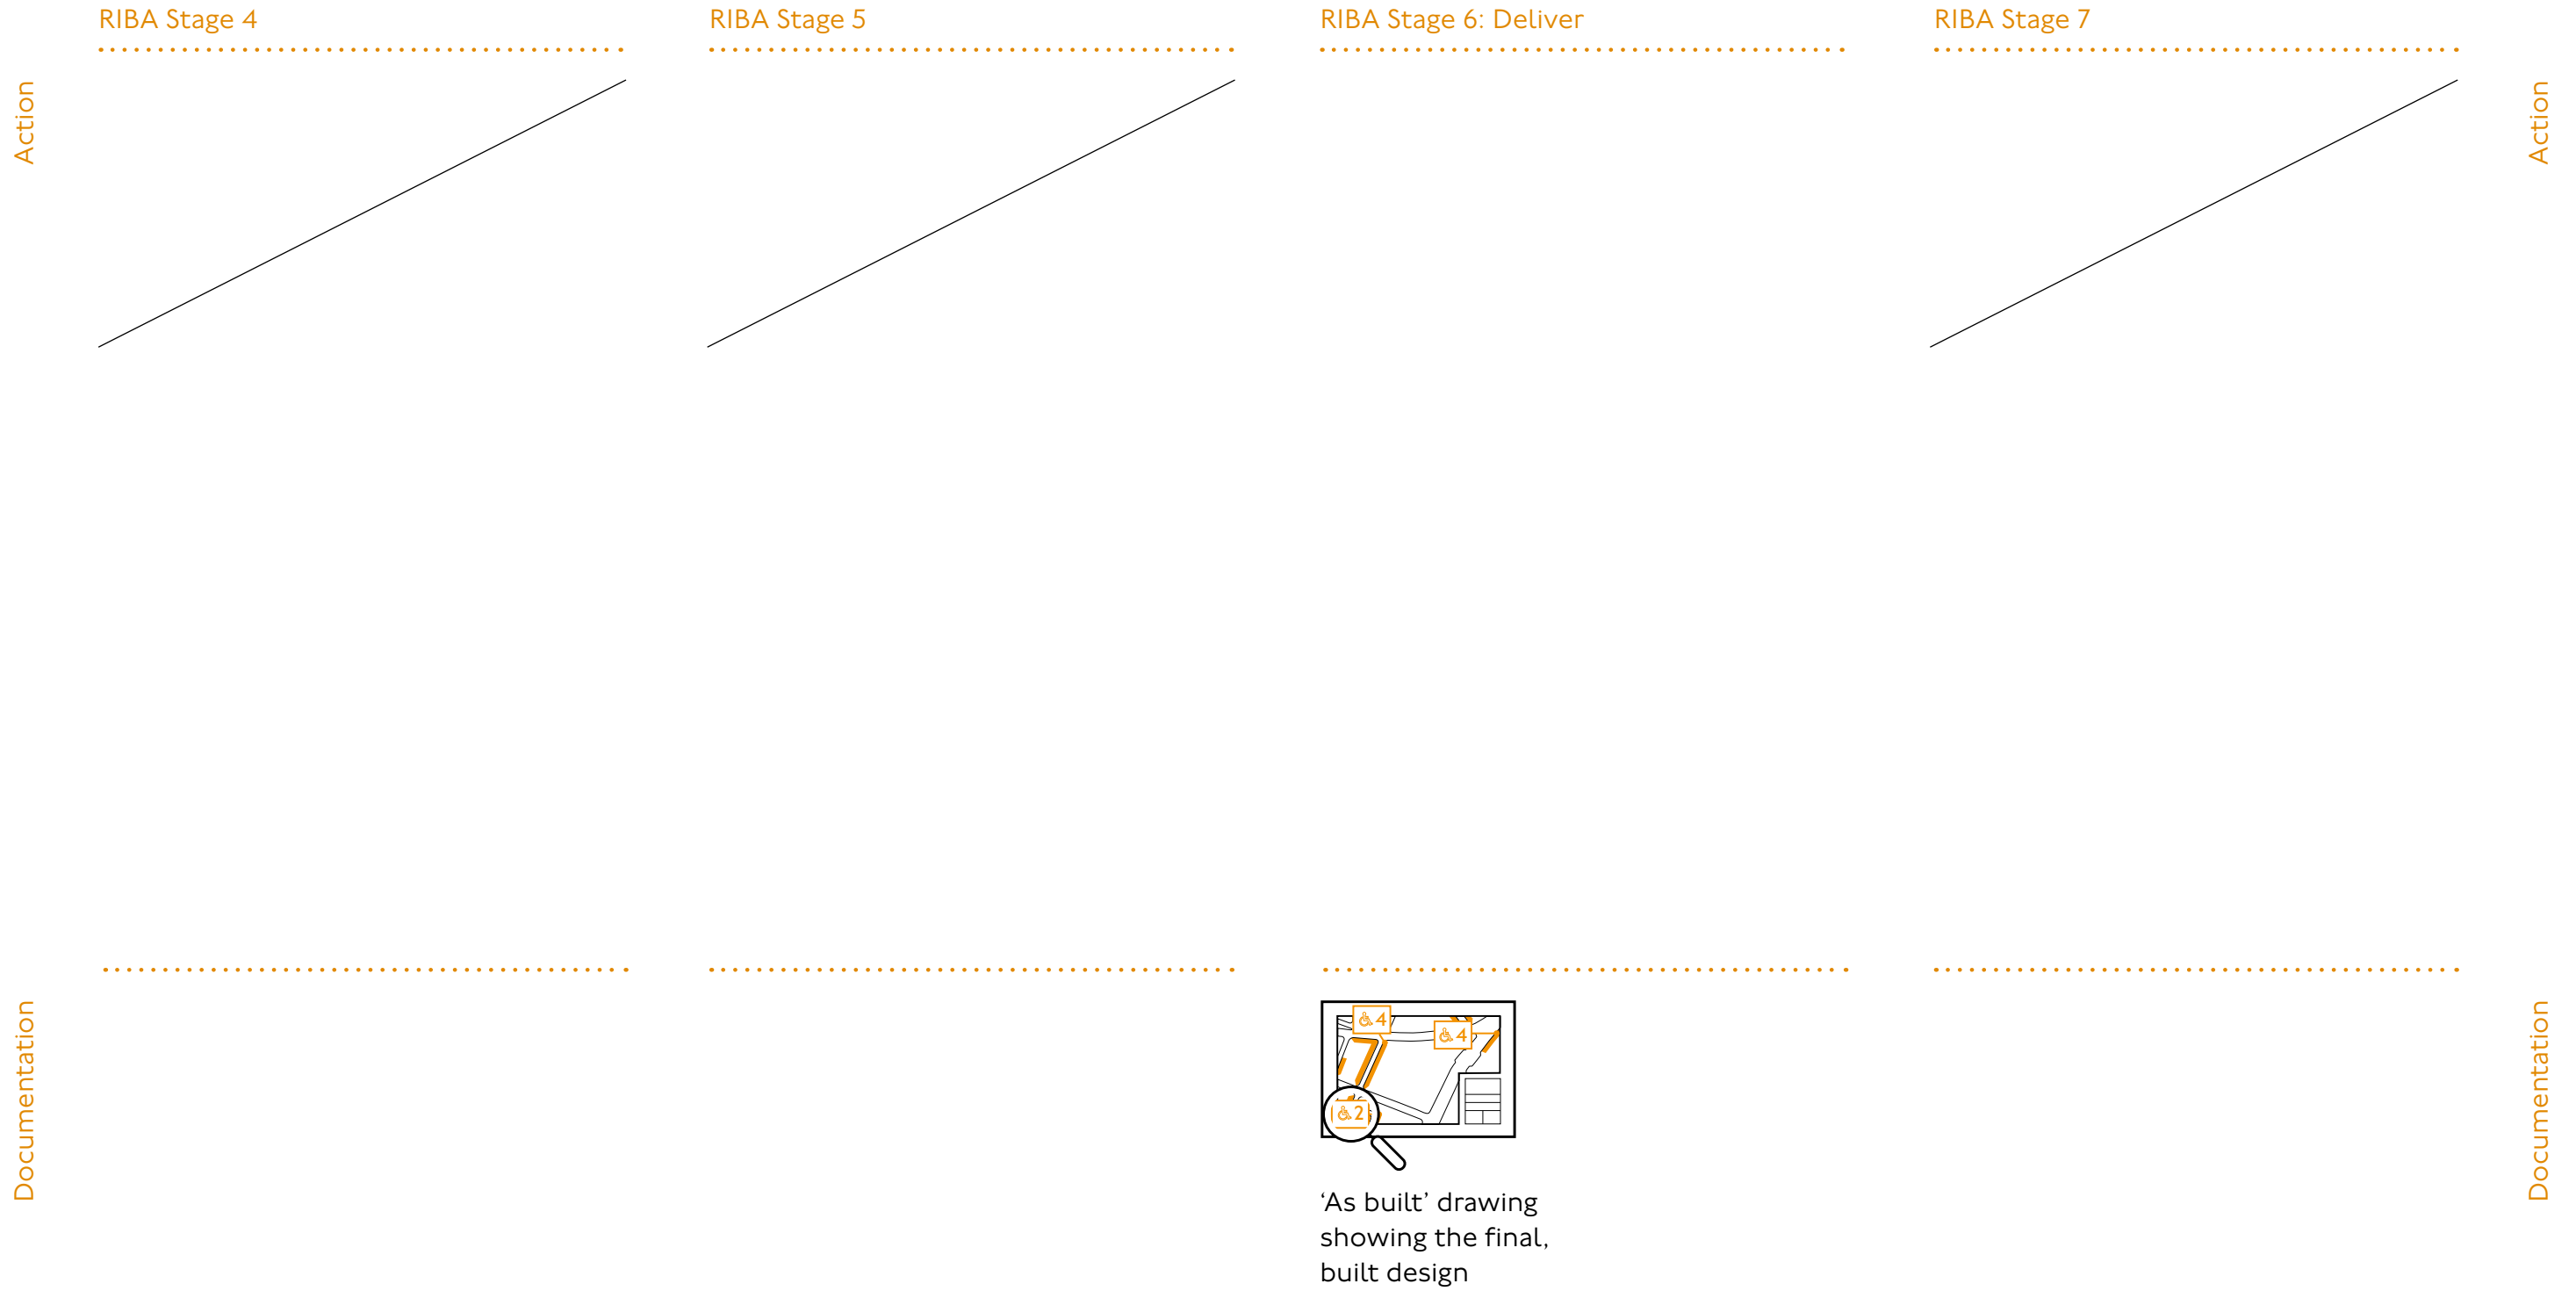 RIBA Stage 4
RIBA Stage 5
RIBA Stage 6: Deliver
RIBA Stage 7
Action
Action
Documentation
4
4
2
‘As built’ drawing
showing the final,
built design
Documentation